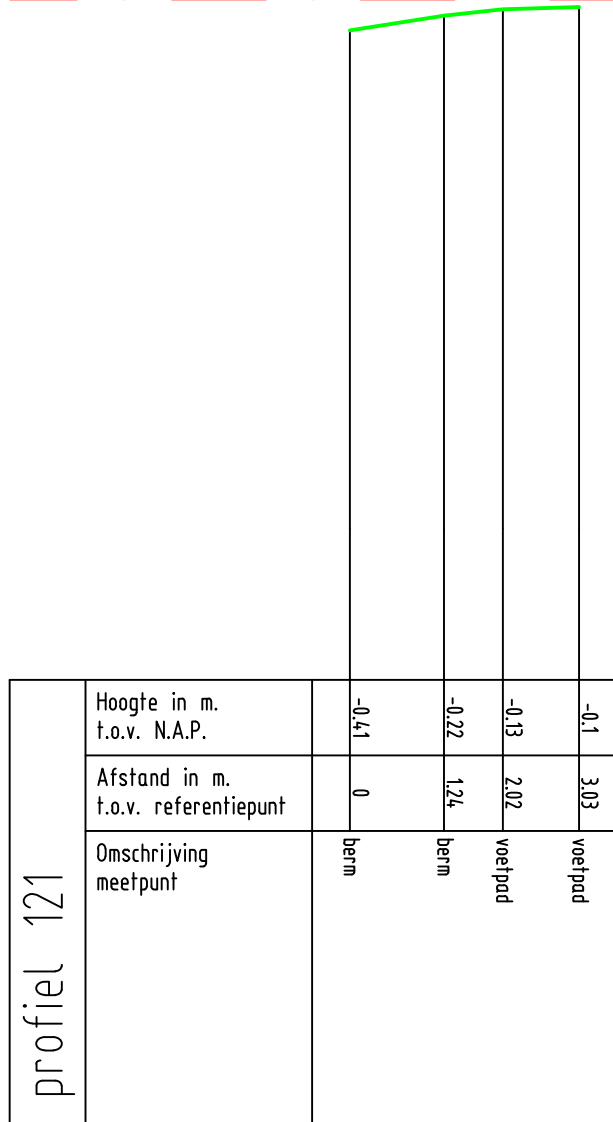 Hoogte in m.
t.o.v. N.A.P.
-0.41
-0.22
-0.13
-0.1
Afstand in m.
t.o.v. referentiepunt
0
1.24
2.02
3.03
Omschrijving
meetpunt
berm
berm
voetpad
voetpad
profiel 121